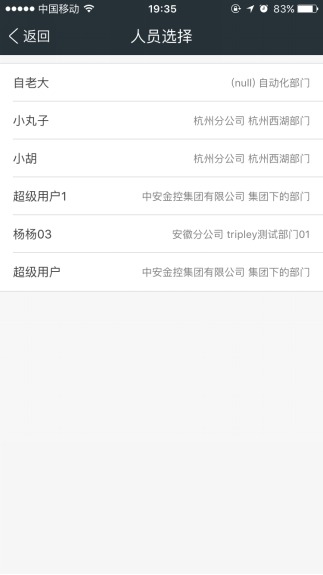 中国移动 19:35 83%
返回 人员选择
自老大 (null) 自动化部门
小丸子 杭州分公司 杭州西湖部门
小胡 杭州分公司 杭州西湖部门
超级用户1 中安金控集团有限公司 集团下的部门
杨杨03 安徽分公司 tripley测试部门01
超级用户 中安金控集团有限公司 集团下的部门